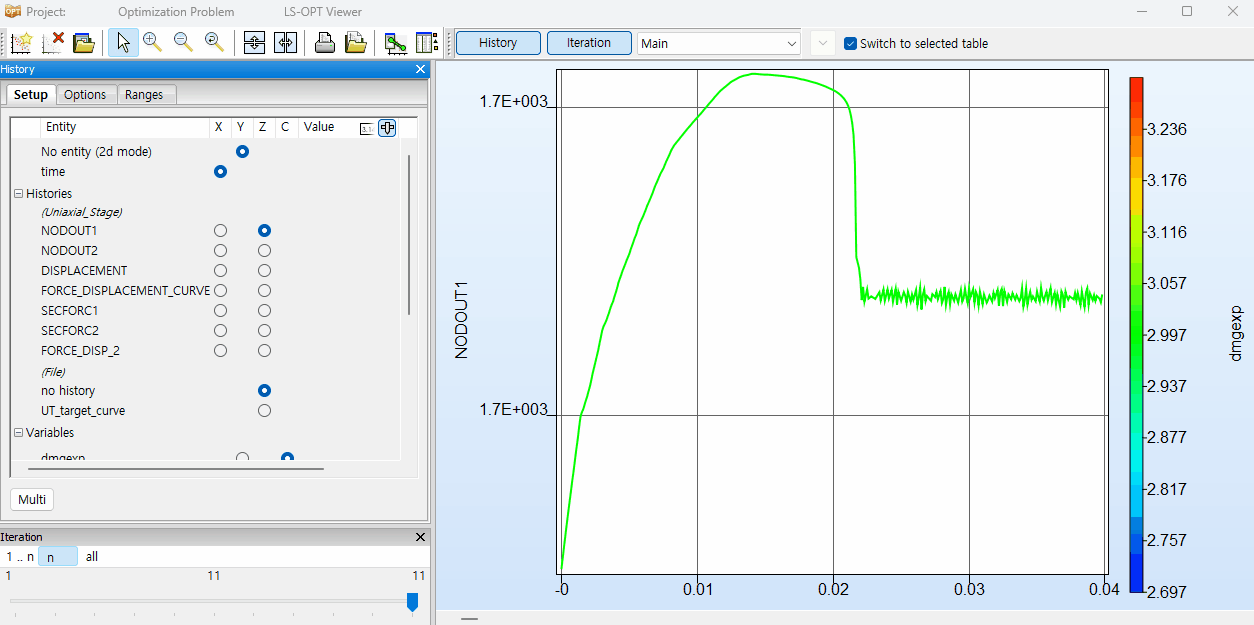 OPT Project: Optimization Problem LS-OPT Viewer
History Iteration Main Switch to selected table
History
Setup Options Ranges
Entity X Y Z C Value
No entity (2d mode)
time
Histories
(Uniaxial_Stage)
NODOUT1
NODOUT2
DISPLACEMENT
FORCE_DISPLACEMENT_CURVE
SECFORC1
SECFORC2
FORCE_DISP_2
(File)
no history
UT_target_curve
Variables
dmgexp
Multi
Iteration
1 .. n n all
1 11 11
NODOUT1
1.7E+003
1.7E+003
-0 0.01 0.02 0.03 0.04
3.236
3.176
3.116
3.057
2.997
2.937
2.877
2.817
2.757
2.697
dmgexp